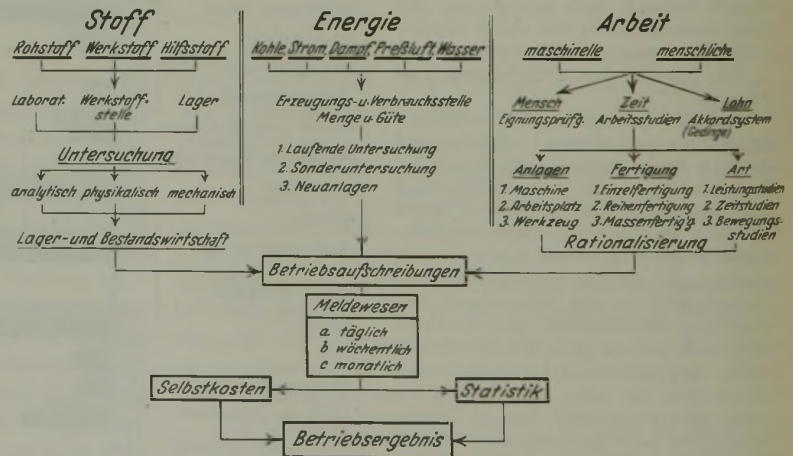 Stoff
Rohstoff Werkstoff Hilfsstoff
Laborat. Werkstoff-
stelle
Lager
Untersuchung
analytisch physikalisch mechanisch
Lager- und Bestandswirtschaft
Energie
Kohle, Strom, Dampf, Preßluft, Wasser
Erzeugungs- u. Verbrauchsstelle
Menge u. Güte
1. Laufende Untersuchung
2. Sonderuntersuchung
3. Neuanlagen
Arbeit
maschinelle menschliche
Mensch
Eignungsprüfg.
Zeit
Arbeitsstudien
Lohn
Akkordsystem
(Gedinge)
Anlagen
1. Maschine
2. Arbeitsplatz
3. Werkzeug
Fertigung
1. Einzelfertigung
2. Reihenfertigung
3. Massenfertig'g.
Art
1. Leistungsstudien
2. Zeitstudien
3. Bewegungs-
studien
Rationalisierung
Betriebsaufschreibungen
Meldewesen
a täglich
b wöchentlich
c monatlich
Selbstkosten
Statistik
Betriebsergebnis